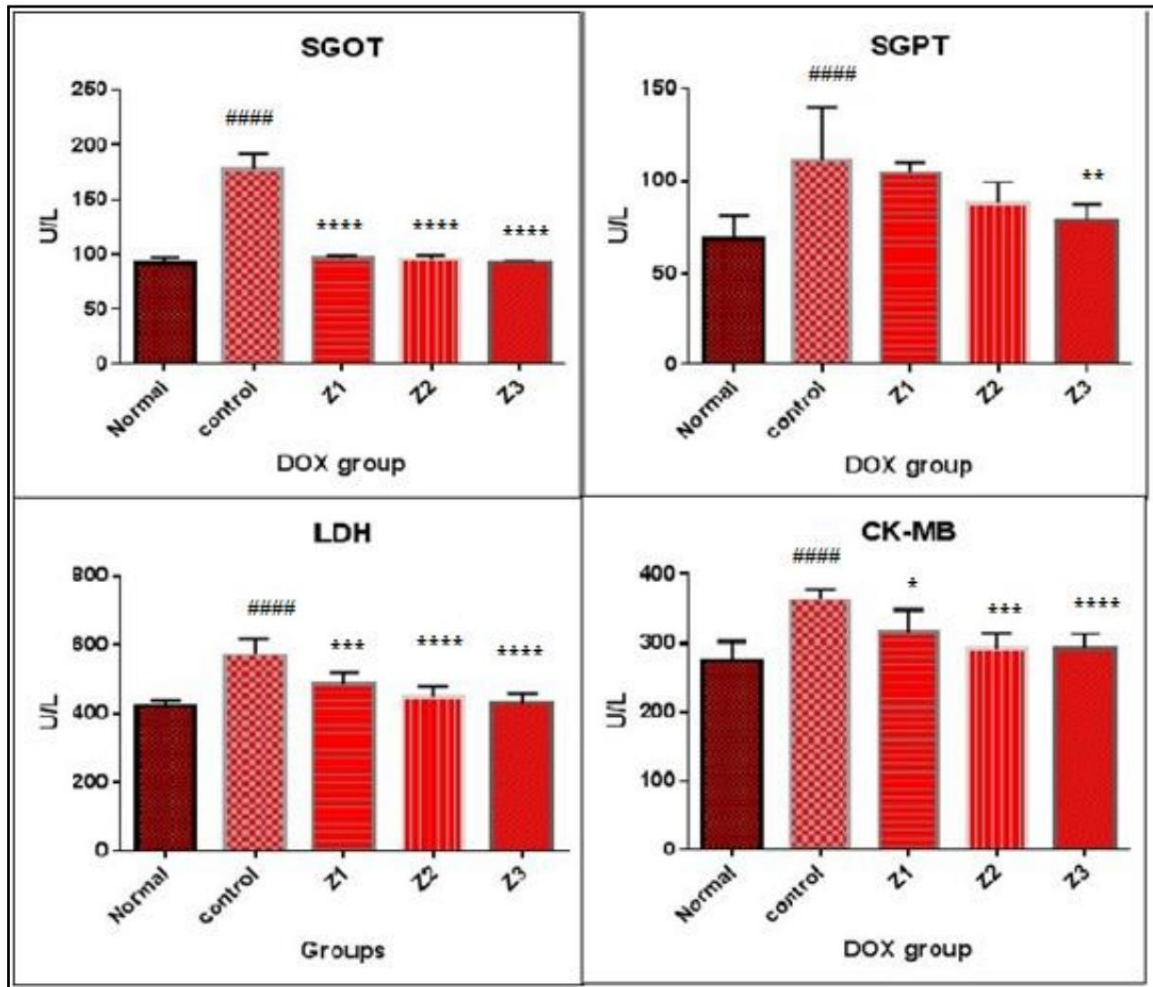 SGOT
250
200
150
100
50
0
U/L
####
****
****
****
Normal
control
Z1
Z2
Z3
DOX group
SGPT
150
100
50
0
U/L
####
**
Normal
control
Z1
Z2
Z3
DOX group
LDH
800
600
400
200
0
U/L
####
***
****
****
Normal
control
Z1
Z2
Z3
Groups
CK-MB
400
300
200
100
0
U/L
####
*
***
****
Normal
control
Z1
Z2
Z3
DOX group